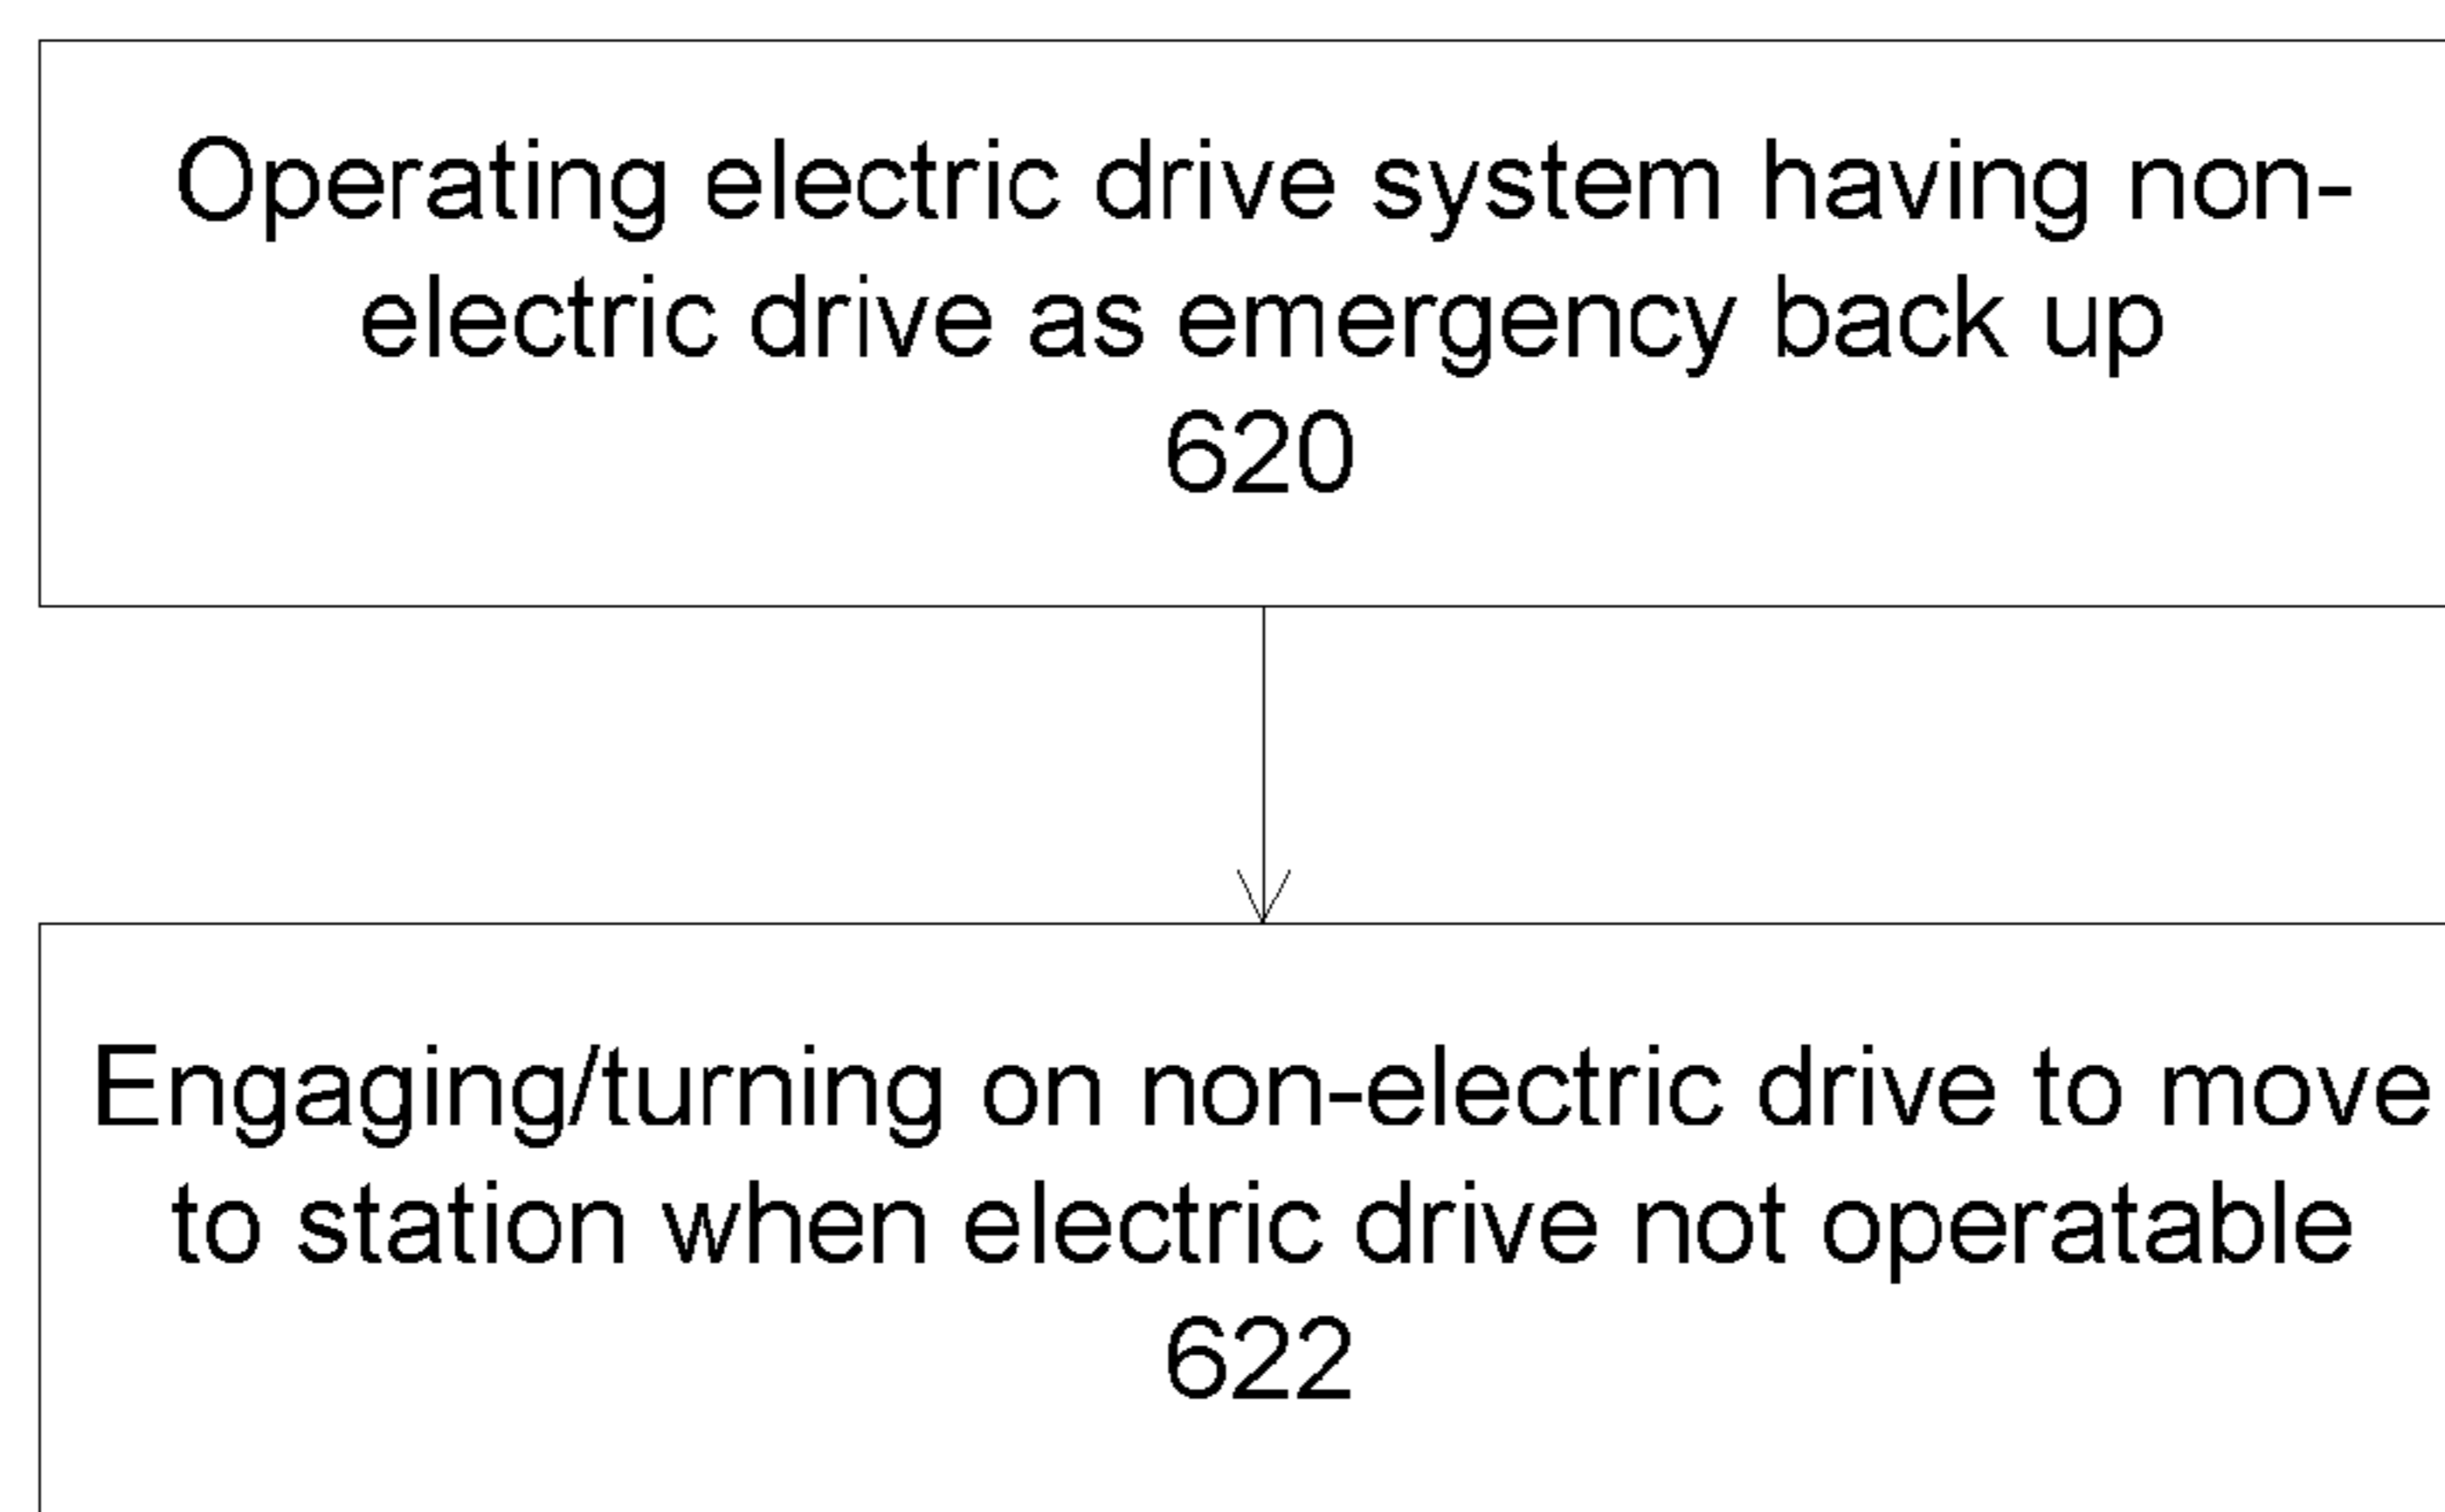 Operating electric drive system having non-
electric drive as emergency back up
620
Engaging/turning on non-electric drive to move
to station when electric drive not operatable
622